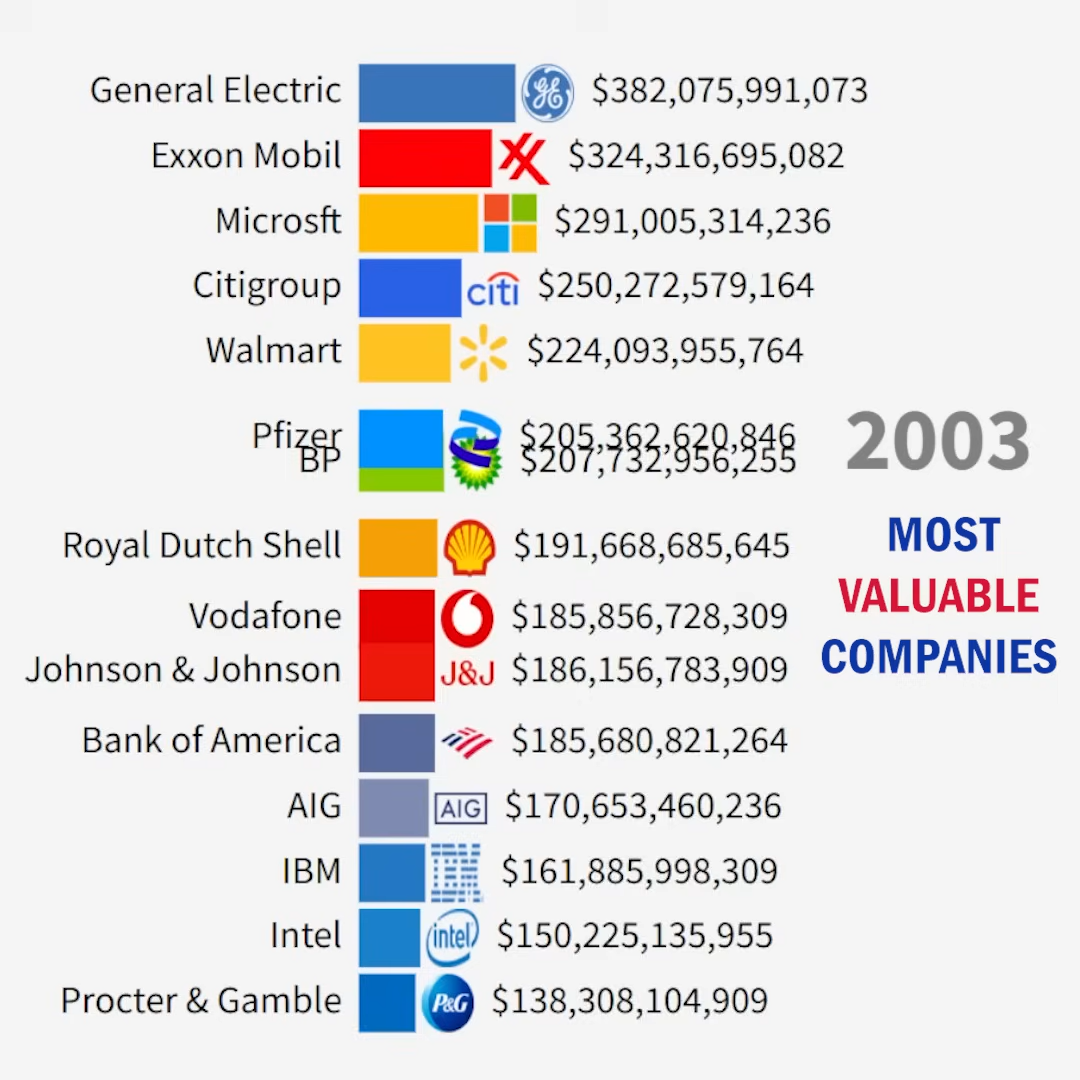 General Electric $382,075,991,073
Exxon Mobil $324,316,695,082
Microsft $291,005,314,236
Citigroup citi $250,272,579,164
Walmart $224,093,955,764
Pfizer $205,362,620,846
BP $207,732,956,255
2003
MOST
VALUABLE
COMPANIES
Royal Dutch Shell $191,668,685,645
Vodafone $185,856,728,309
Johnson & Johnson J&J $186,156,783,909
Bank of America $185,680,821,264
AIG AIG $170,653,460,236
IBM IBM $161,885,998,309
Intel intel $150,225,135,955
Procter & Gamble P&G $138,308,104,909